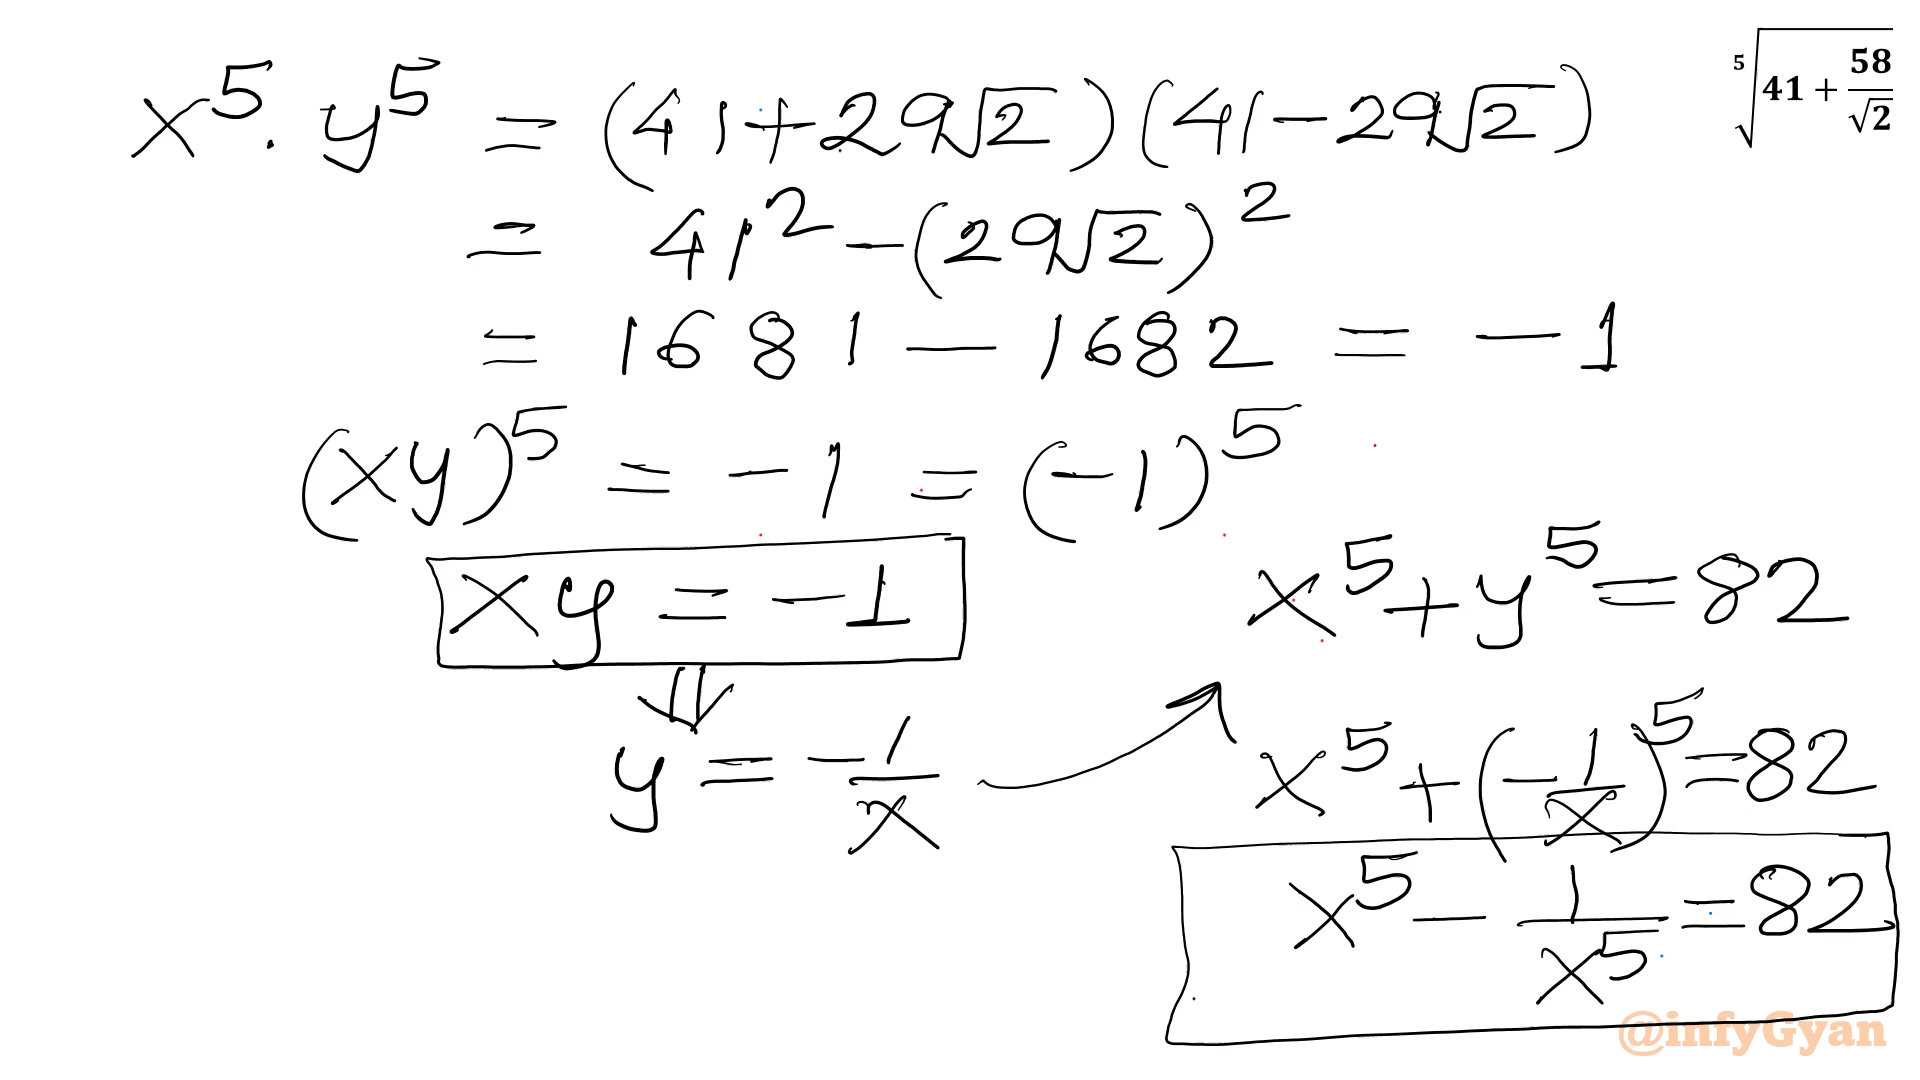 x⁵·y⁵ = (41+29√2)(41−29√2)
⁵√(41 + 58/√2)
= 41² − (29√2)²
= 1681 − 1682 = −1
(xy)⁵ = −1 = (−1)⁵
xy = −1
x⁵+y⁵=82
⇓
y = −1/x
x⁵+(−1/x)⁵=82
x⁵−1/x⁵=82
@infyGyan